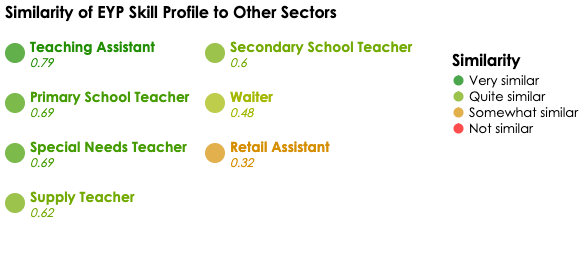 Similarity of EYP Skill Profile to Other Sectors
Teaching Assistant
0.79
Primary School Teacher
0.69
Special Needs Teacher
0.69
Supply Teacher
0.62
Secondary School Teacher
0.6
Waiter
0.48
Retail Assistant
0.32
Similarity
Very similar
Quite similar
Somewhat similar
Not similar